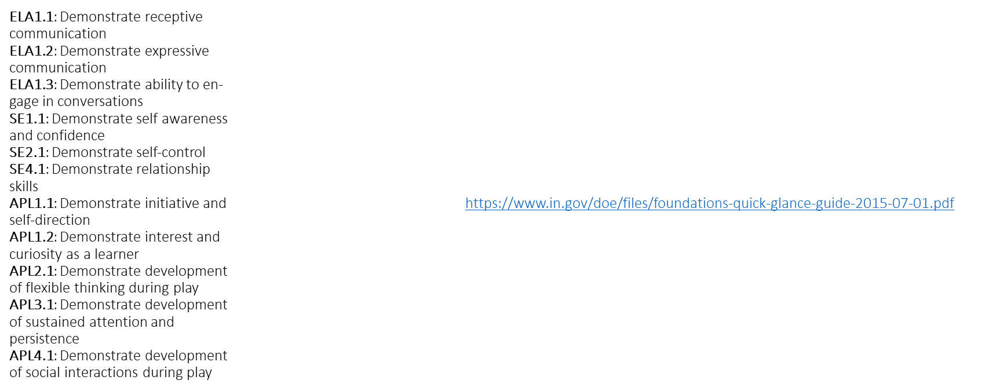 ELA1.1: Demonstrate receptive
communication
ELA1.2: Demonstrate expressive
communication
ELA1.3: Demonstrate ability to en-
gage in conversations
SE1.1: Demonstrate self awareness
and confidence
SE2.1: Demonstrate self-control
SE4.1: Demonstrate relationship
skills
APL1.1: Demonstrate initiative and
self-direction
APL1.2: Demonstrate interest and
curiosity as a learner
APL2.1: Demonstrate development
of flexible thinking during play
APL3.1: Demonstrate development
of sustained attention and
persistence
APL4.1: Demonstrate development
of social interactions during play
https://www.in.gov/doe/files/foundations-quick-glance-guide-2015-07-01.pdf